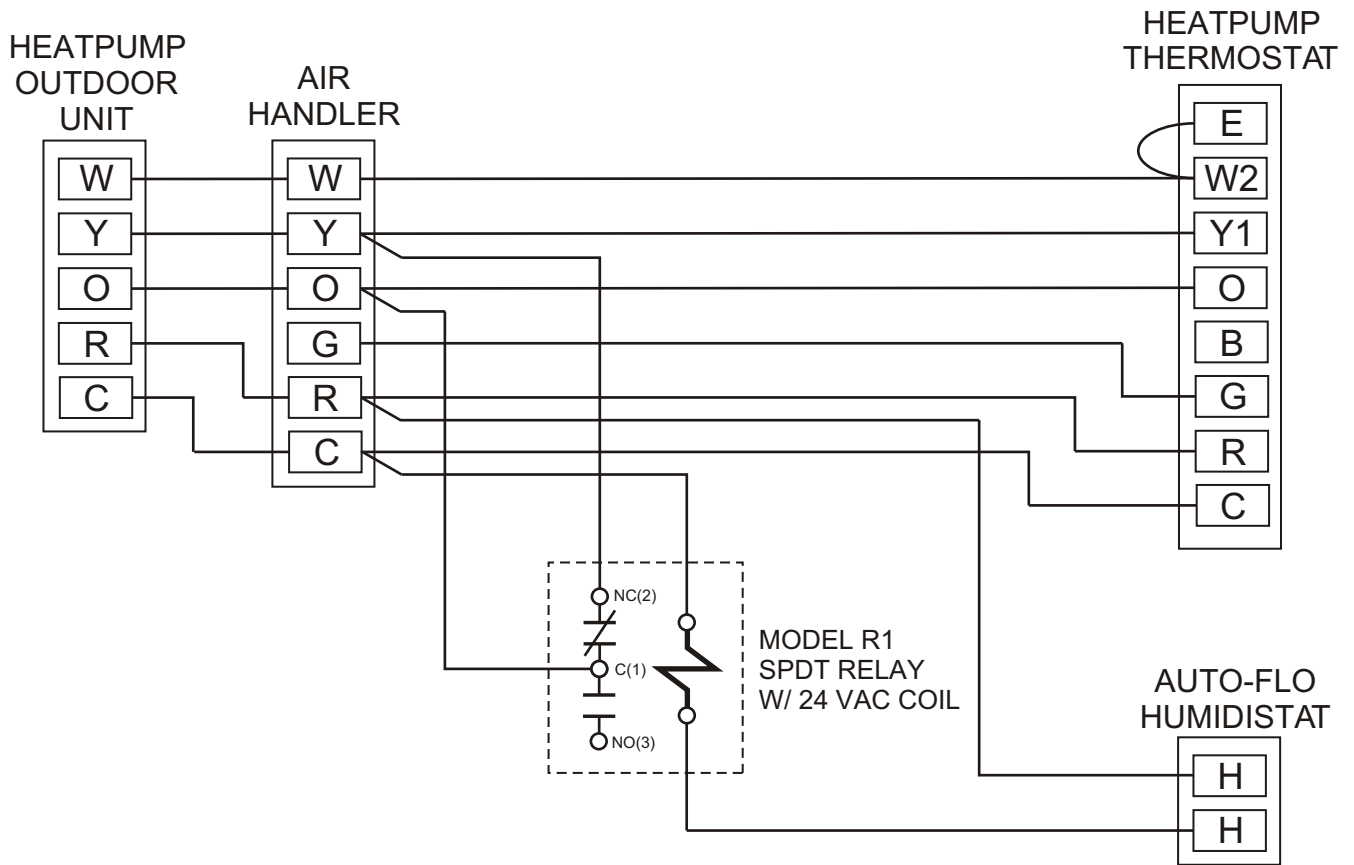 HEATPUMP
OUTDOOR
UNIT
W
Y
O
R
C
AIR
HANDLER
W
Y
O
G
R
C
HEATPUMP
THERMOSTAT
E
W2
Y1
O
B
G
R
C
NC(2)
C(1)
NO(3)
MODEL R1
SPDT RELAY
W/ 24 VAC COIL
AUTO-FLO
HUMIDISTAT
H
H